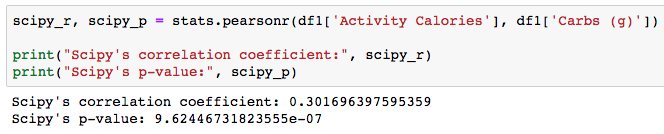 scipy_r, scipy_p = stats.pearsonr(df1['Activity Calories'], df1['Carbs (g)'])
print("Scipy's correlation coefficient:", scipy_r)
print("Scipy's p-value:", scipy_p)
Scipy's correlation coefficient: 0.301696397595359
Scipy's p-value: 9.62446731823555e-07